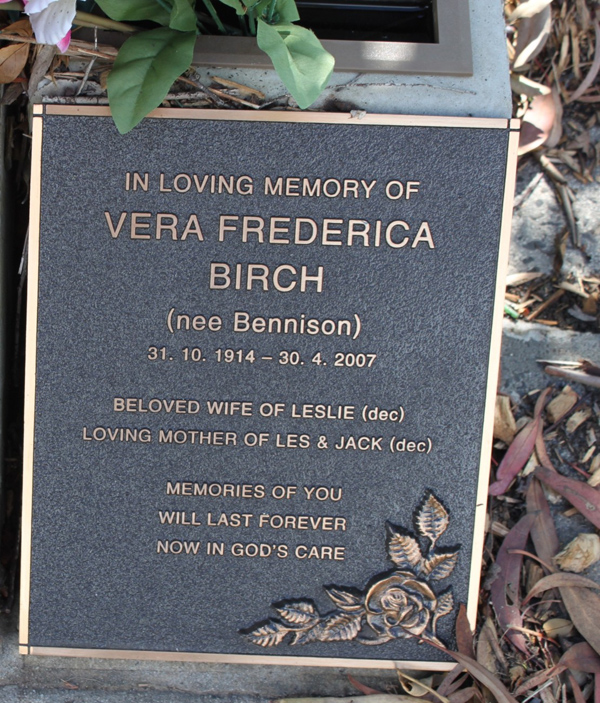 IN LOVING MEMORY OF
VERA FREDERICA
BIRCH
(nee Bennison)
31. 10. 1914 – 30. 4. 2007
BELOVED WIFE OF LESLIE (dec)
LOVING MOTHER OF LES & JACK (dec)
MEMORIES OF YOU
WILL LAST FOREVER
NOW IN GOD'S CARE